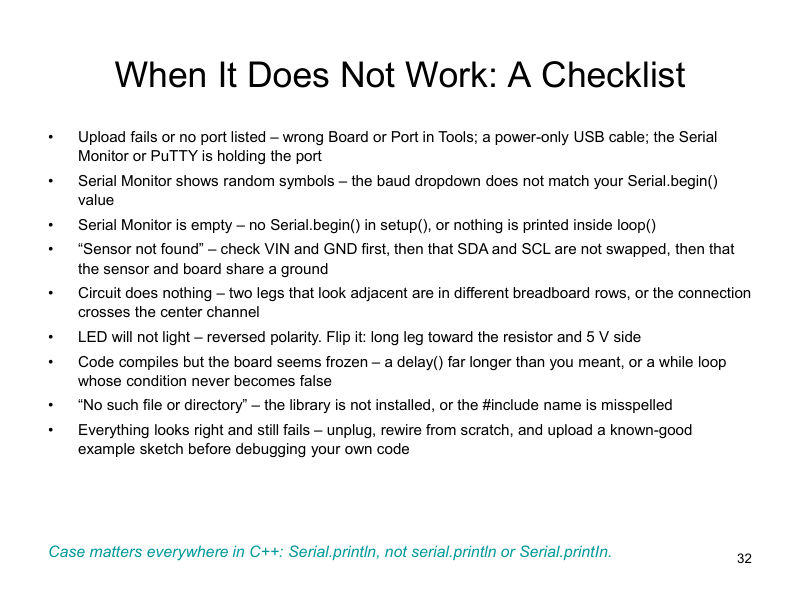 When It Does Not Work: A Checklist
• Upload fails or no port listed – wrong Board or Port in Tools; a power-only USB cable; the Serial
Monitor or PuTTY is holding the port
• Serial Monitor shows random symbols – the baud dropdown does not match your Serial.begin()
value
• Serial Monitor is empty – no Serial.begin() in setup(), or nothing is printed inside loop()
• “Sensor not found” – check VIN and GND first, then that SDA and SCL are not swapped, then that
the sensor and board share a ground
• Circuit does nothing – two legs that look adjacent are in different breadboard rows, or the connection
crosses the center channel
• LED will not light – reversed polarity. Flip it: long leg toward the resistor and 5 V side
• Code compiles but the board seems frozen – a delay() far longer than you meant, or a while loop
whose condition never becomes false
• “No such file or directory” – the library is not installed, or the #include name is misspelled
• Everything looks right and still fails – unplug, rewire from scratch, and upload a known-good
example sketch before debugging your own code
Case matters everywhere in C++: Serial.println, not serial.println or Serial.printIn.
32